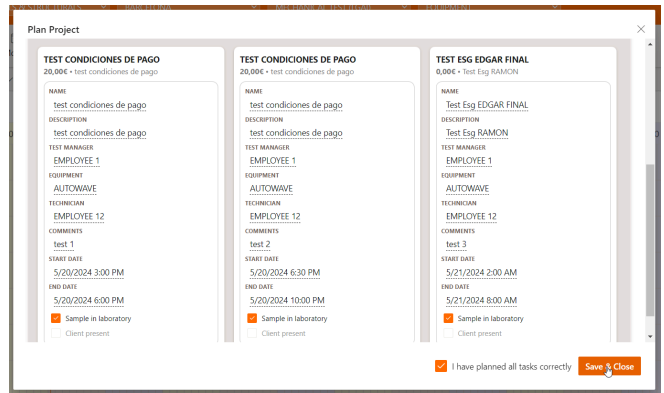 BARCELONA
MECHANICAL TEST (TGA)
EQUIPMENT
Plan Project
TEST CONDICIONES DE PAGO
20,00€ • test condiciones de pago
NAME
test condiciones de pago
DESCRIPTION
test condiciones de pago
TEST MANAGER
EMPLOYEE 1
EQUIPMENT
AUTOWAVE
TECHNICIAN
EMPLOYEE 12
COMMENTS
test 1
START DATE
5/20/2024 3:00 PM
END DATE
5/20/2024 6:00 PM
Sample in laboratory
Client present
TEST CONDICIONES DE PAGO
20,00€ • test condiciones de pago
NAME
test condiciones de pago
DESCRIPTION
test condiciones de pago
TEST MANAGER
EMPLOYEE 1
EQUIPMENT
AUTOWAVE
TECHNICIAN
EMPLOYEE 12
COMMENTS
test 2
START DATE
5/20/2024 6:30 PM
END DATE
5/20/2024 10:00 PM
Sample in laboratory
Client present
TEST ESG EDGAR FINAL
0,00€ • Test Esg RAMON
NAME
Test Esg EDGAR FINAL
DESCRIPTION
Test Esg RAMON
TEST MANAGER
EMPLOYEE 1
EQUIPMENT
AUTOWAVE
TECHNICIAN
EMPLOYEE 12
COMMENTS
test 3
START DATE
5/21/2024 2:00 AM
END DATE
5/21/2024 8:00 AM
Sample in laboratory
Client present
I have planned all tasks correctly
Save & Close